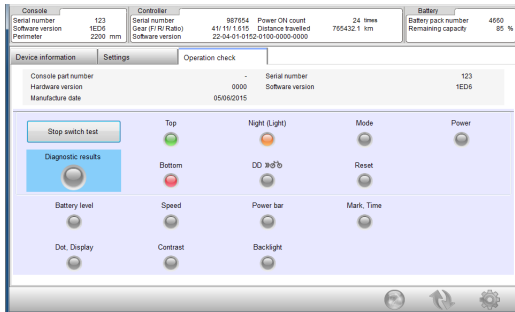 Console Controller Battery
Serial number 123 Serial number 987654 Power ON count 24 times Battery pack number 4660
Software version 1ED6 Gear (F/ R/ Ratio) 41/ 11/ 1.615 Distance travelled 765432.1 km Remaining capacity 85 %
Perimeter 2200 mm Software version 22-04-01-0152-0100-0000-0000
Device information Settings Operation check
Console part number - Serial number 123
Hardware version 0000 Software version 1ED6
Manufacture date 05/06/2015
Stop switch test Top Night (Light) Mode Power
Diagnostic results Bottom DD Reset
Battery level Speed Power bar Mark, Time
Dot, Display Contrast Backlight